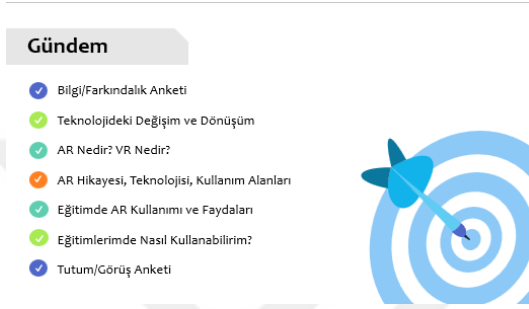 Gündem
Bilgi/Farkındalık Anketi
Teknolojideki Değişim ve Dönüşüm
AR Nedir? VR Nedir?
AR Hikayesi, Teknolojisi, Kullanım Alanları
Eğitimde AR Kullanımı ve Faydaları
Eğitimlerimde Nasıl Kullanabilirim?
Tutum/Görüş Anketi